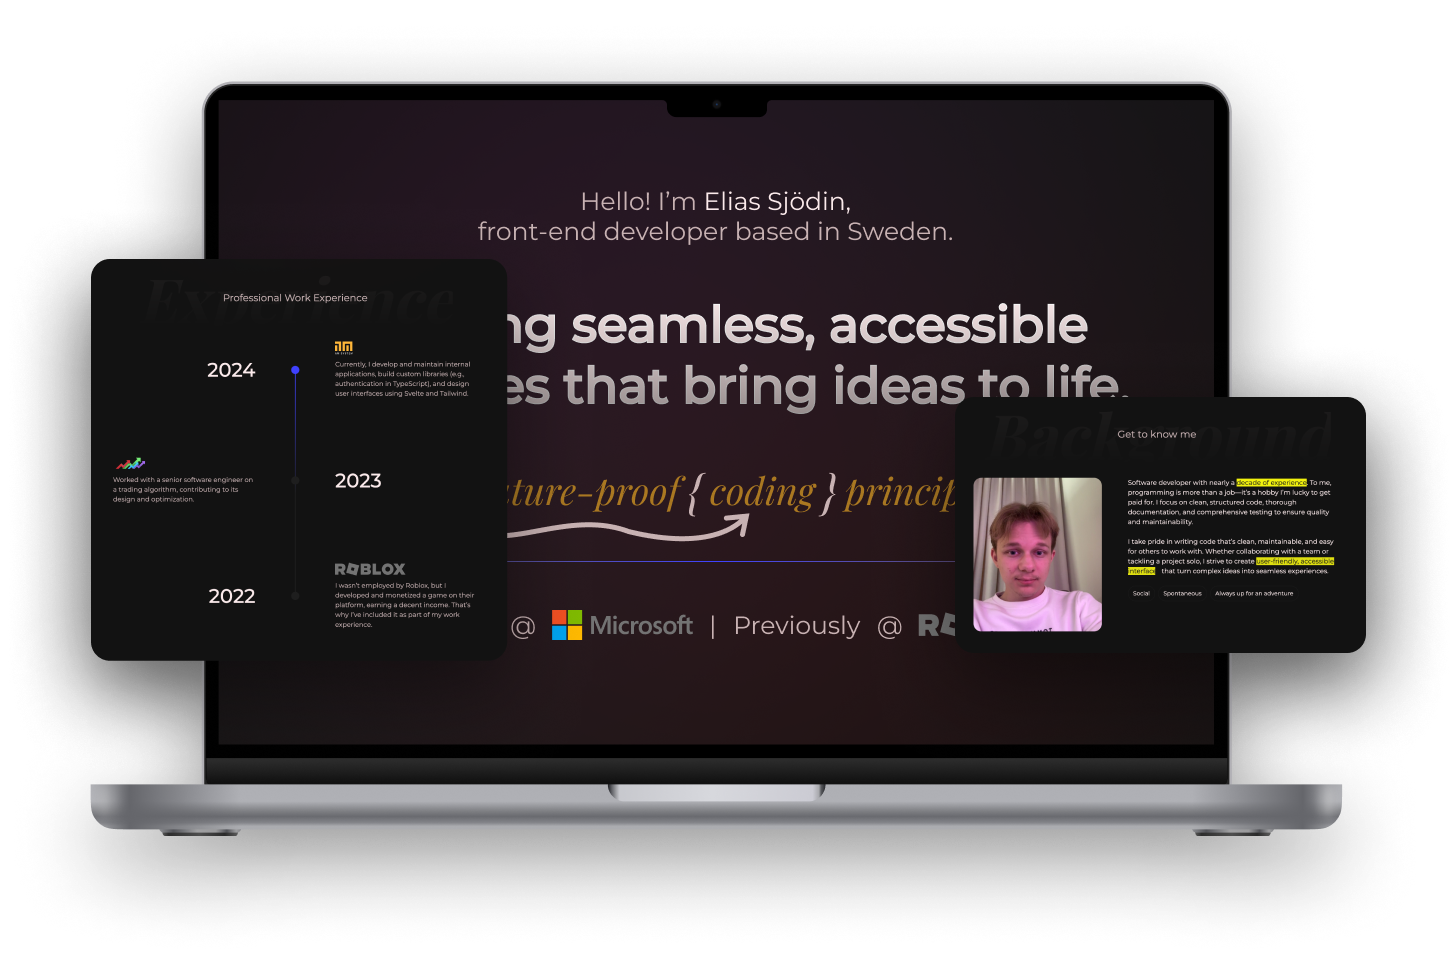 Hello! I’m Elias Sjödin,
front-end developer based in Sweden.
ng seamless, accessible
es that bring ideas to life.
ture-proof { coding } princip
@ Microsoft | Previously @ RO
Experience
Professional Work Experience
2024
Currently, I develop and maintain internal
applications, build custom libraries (e.g.,
authentication in TypeScript), and design
user interfaces using Svelte and Tailwind.
Worked with a senior software engineer on
a trading algorithm, contributing to its
design and optimization.
2023
ROBLOX
2022
I wasn’t employed by Roblox, but I
developed and monetized a game on their
platform, earning a decent income. That’s
why I’ve included it as part of my work
experience.
Background
Get to know me
Software developer with nearly a decade of experience. To me,
programming is more than a job—it’s a hobby I’m lucky to get
paid for. I focus on clean, structured code, thorough
documentation, and comprehensive testing to ensure quality
and maintainability.
I take pride in writing code that’s clean, maintainable, and easy
for others to work with. Whether collaborating with a team or
tackling a project solo, I strive to create user-friendly, accessible
interface that turn complex ideas into seamless experiences.
Social Spontaneous Always up for an adventure